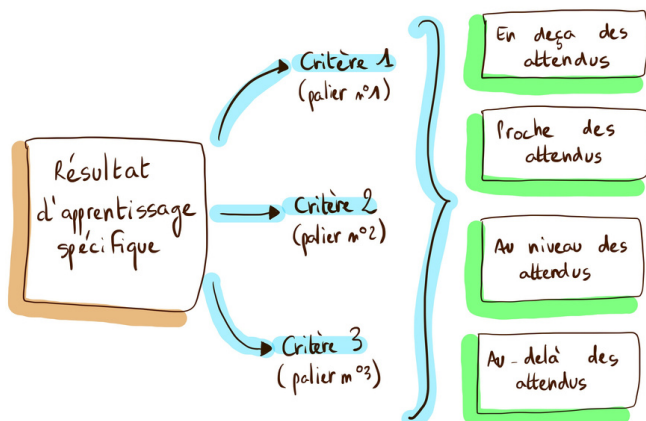 Résultat
d'apprentissage
spécifique
Critère 1
(palier n°1)
Critère 2
(palier n°2)
Critère 3
(palier n°3)
En deça des
attendus
Proche des
attendus
Au niveau des
attendus
Au-delà des
attendus